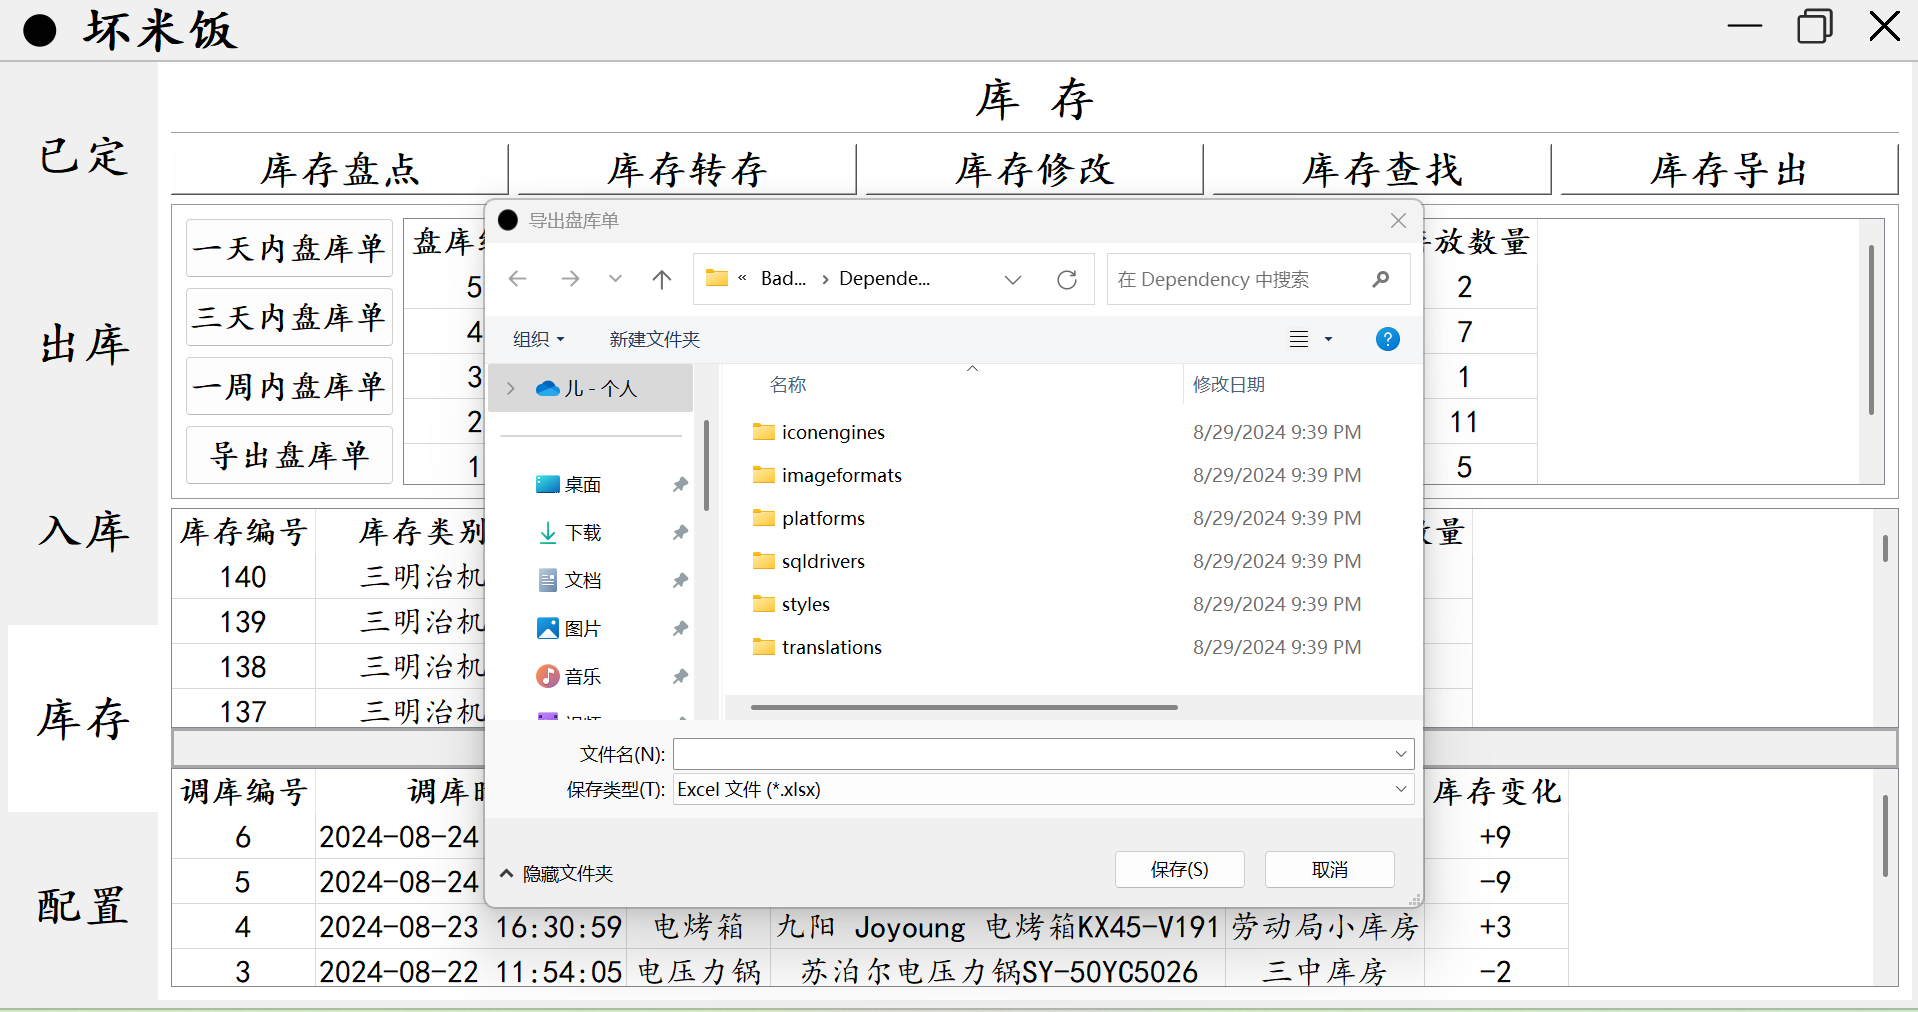 坏米饭
已定
出库
入库
库存
配置
库 存
库存盘点
库存转存
库存修改
库存查找
库存导出
一天内盘库单
三天内盘库单
一周内盘库单
导出盘库单
盘库
5
4
3
2
1
放数量
2
7
1
11
5
库存编号 库存类别
140 三明治机
139 三明治机
138 三明治机
137 三明治机
数量
调库编号 调库时 库存变化
6 2024-08-24 +9
5 2024-08-24 -9
4 2024-08-23 16:30:59 电烤箱 九阳 Joyoung 电烤箱KX45-V191 劳动局小库房 +3
3 2024-08-22 11:54:05 电压力锅 苏泊尔电压力锅SY-50YC5026 三中库房 -2
导出盘库单
« Bad... › Depende...
在 Dependency 中搜索
组织 新建文件夹
儿 - 个人
桌面
下载
文档
图片
音乐
视频
名称 修改日期
iconengines 8/29/2024 9:39 PM
imageformats 8/29/2024 9:39 PM
platforms 8/29/2024 9:39 PM
sqldrivers 8/29/2024 9:39 PM
styles 8/29/2024 9:39 PM
translations 8/29/2024 9:39 PM
文件名(N):
保存类型(T): Excel 文件 (*.xlsx)
隐藏文件夹
保存(S)
取消